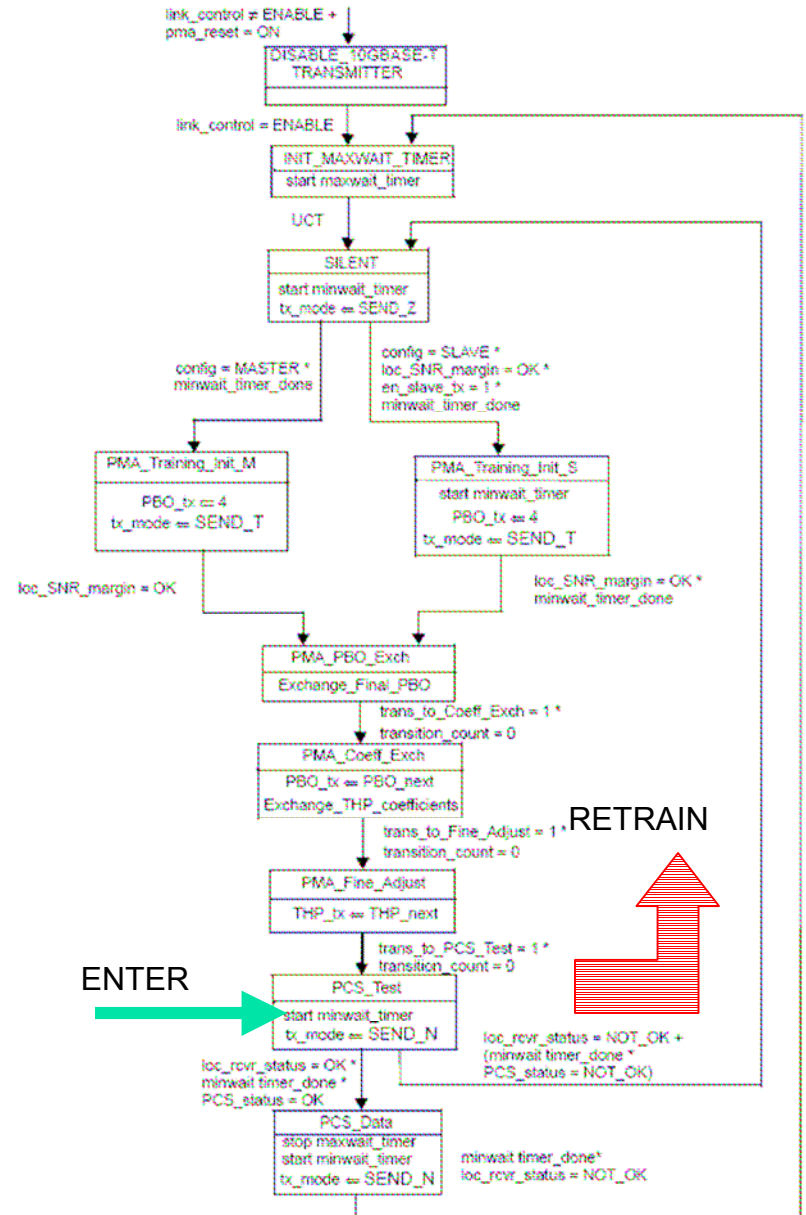 link_control ≠ ENABLE +
pma_reset = ON
DISABLE_10GBASE-T
TRANSMITTER
link_control = ENABLE
INIT_MAXWAIT_TIMER
start maxwait_timer
UCT
SILENT
start minwait_timer
tx_mode ⇐ SEND_Z
config = MASTER *
minwait_timer_done
config = SLAVE *
loc_SNR_margin = OK *
en_slave_tx = 1 *
minwait_timer_done
PMA_Training_Init_M
PBO_tx ⇐ 4
tx_mode ⇐ SEND_T
PMA_Training_Init_S
start minwait_timer
PBO_tx ⇐ 4
tx_mode ⇐ SEND_T
loc_SNR_margin = OK
loc_SNR_margin = OK *
minwait_timer_done
PMA_PBO_Exch
Exchange_Final_PBO
trans_to_Coeff_Exch = 1 *
transition_count = 0
PMA_Coeff_Exch
PBO_tx ⇐ PBO_next
Exchange_THP_coefficients
RETRAIN
trans_to_Fine_Adjust = 1 *
transition_count = 0
PMA_Fine_Adjust
THP_tx ⇐ THP_next
trans_to_PCS_Test = 1 *
transition_count = 0
ENTER
PCS_Test
start minwait_timer
tx_mode ⇐ SEND_N
loc_rcvr_status = OK *
minwait timer_done *
PCS_status = OK
loc_rcvr_status = NOT_OK +
(minwait timer_done *
PCS_status = NOT_OK)
PCS_Data
stop maxwait_timer
start minwait_timer
tx_mode ⇐ SEND_N
minwait timer_done*
loc_rcvr_status = NOT_OK